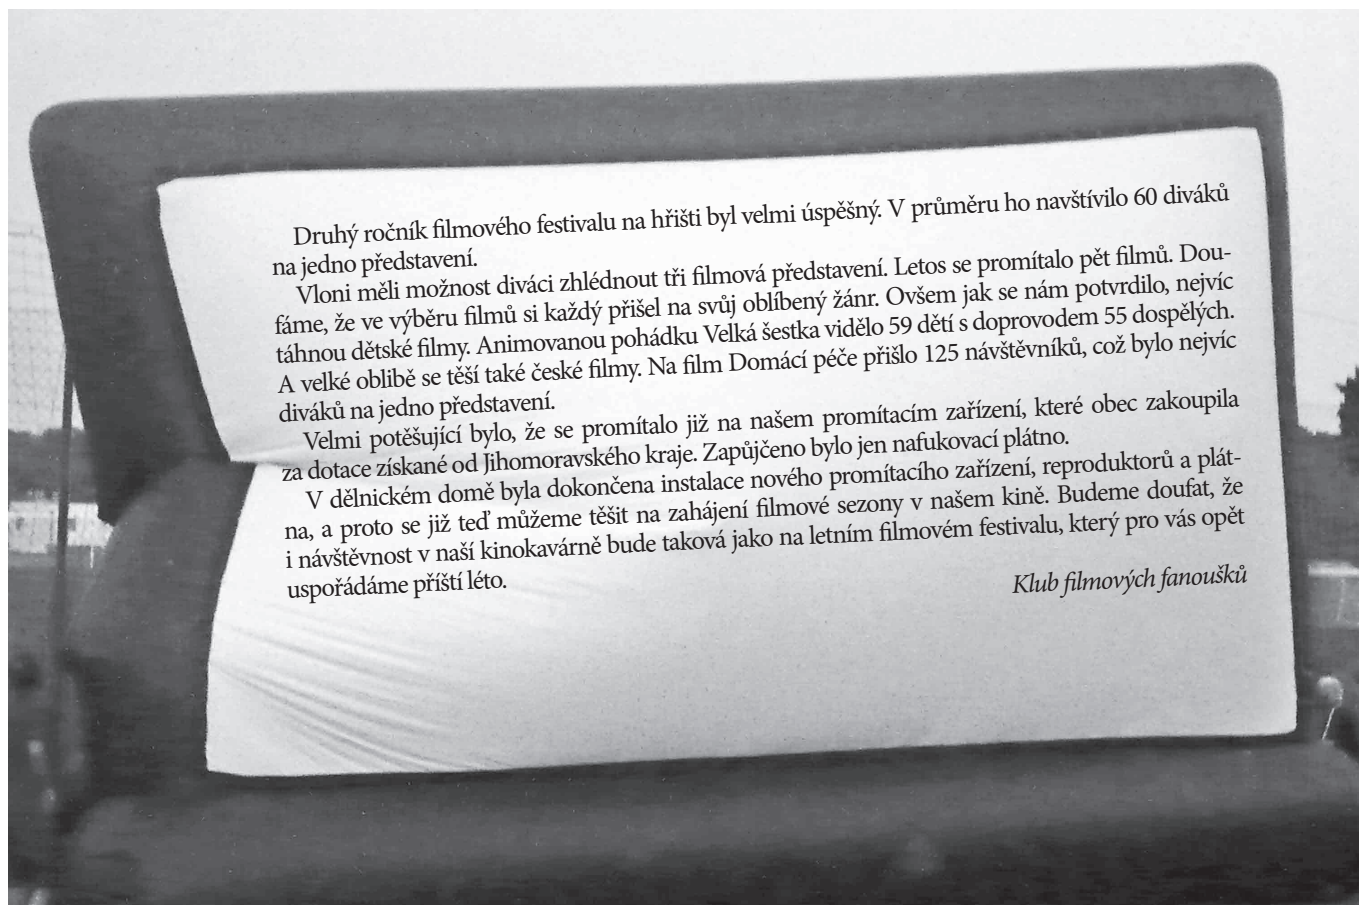 Druhý ročník filmového festivalu na hřišti byl velmi úspěšný. V průměru ho navštívilo 60 diváků
na jedno představení.
Vloni měli možnost diváci zhlédnout tři filmová představení. Letos se promítalo pět filmů. Dou-
fáme, že ve výběru filmů si každý přišel na svůj oblíbený žánr. Ovšem jak se nám potvrdilo, nejvíc
táhnou dětské filmy. Animovanou pohádku Velká šestka vidělo 59 dětí s doprovodem 55 dospělých.
A velké oblibě se těší také české filmy. Na film Domácí péče přišlo 125 návštěvníků, což bylo nejvíc
diváků na jedno představení.
Velmi potěšující bylo, že se promítalo již na našem promítacím zařízení, které obec zakoupila
za dotace získané od Jihomoravského kraje. Zapůjčeno bylo jen nafukovací plátno.
V dělnickém domě byla dokončena instalace nového promítacího zařízení, reproduktorů a plát-
na, a proto se již teď můžeme těšit na zahájení filmové sezony v našem kině. Budeme doufat, že
i návštěvnost v naší kinokavárně bude taková jako na letním filmovém festivalu, který pro vás opět
uspořádáme příští léto.
Klub filmových fanoušků